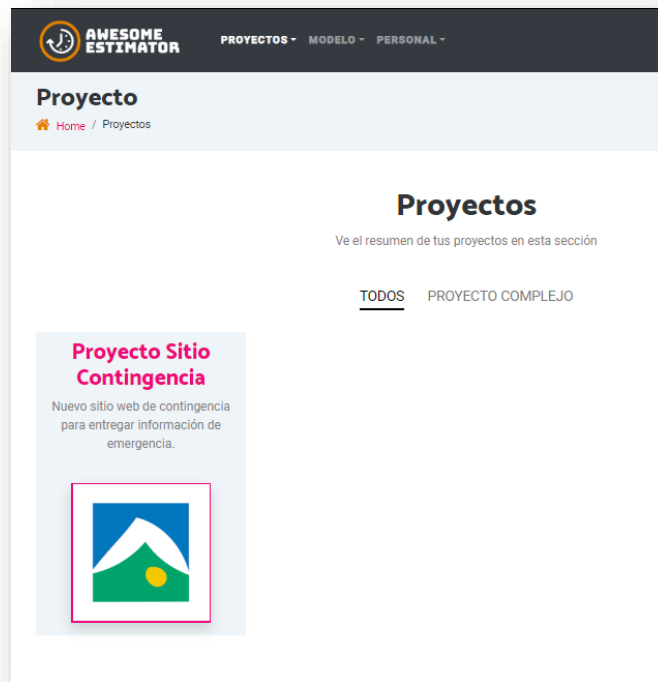 AWESOME
ESTIMATOR
PROYECTOS MODELO PERSONAL
Proyecto
Home / Proyectos
Proyectos
Ve el resumen de tus proyectos en esta sección
TODOS PROYECTO COMPLEJO
Proyecto Sitio
Contingencia
Nuevo sitio web de contingencia
para entregar información de
emergencia.